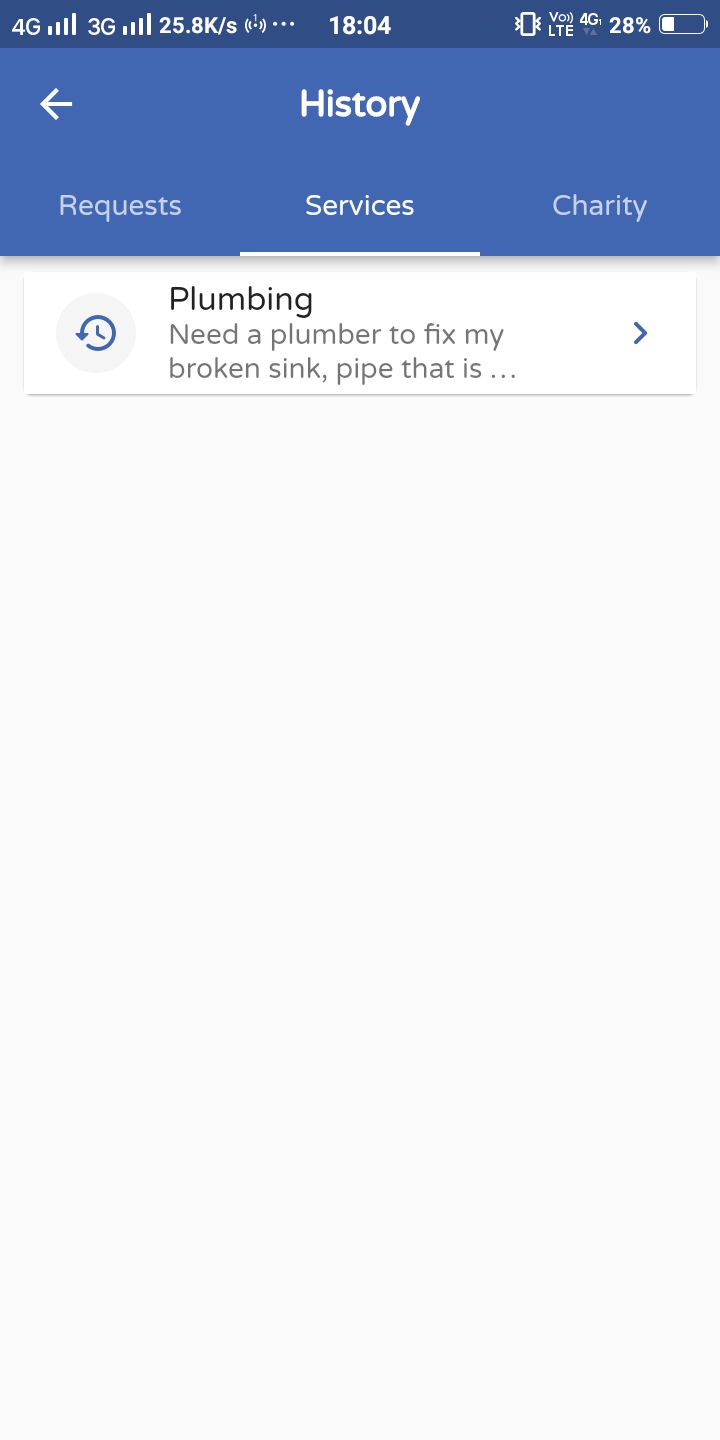 4G 3G 25.8K/s ... 18:04 Vo)) LTE 4G 28%
History
Requests Services Charity
Plumbing
Need a plumber to fix my
broken sink, pipe that is ...